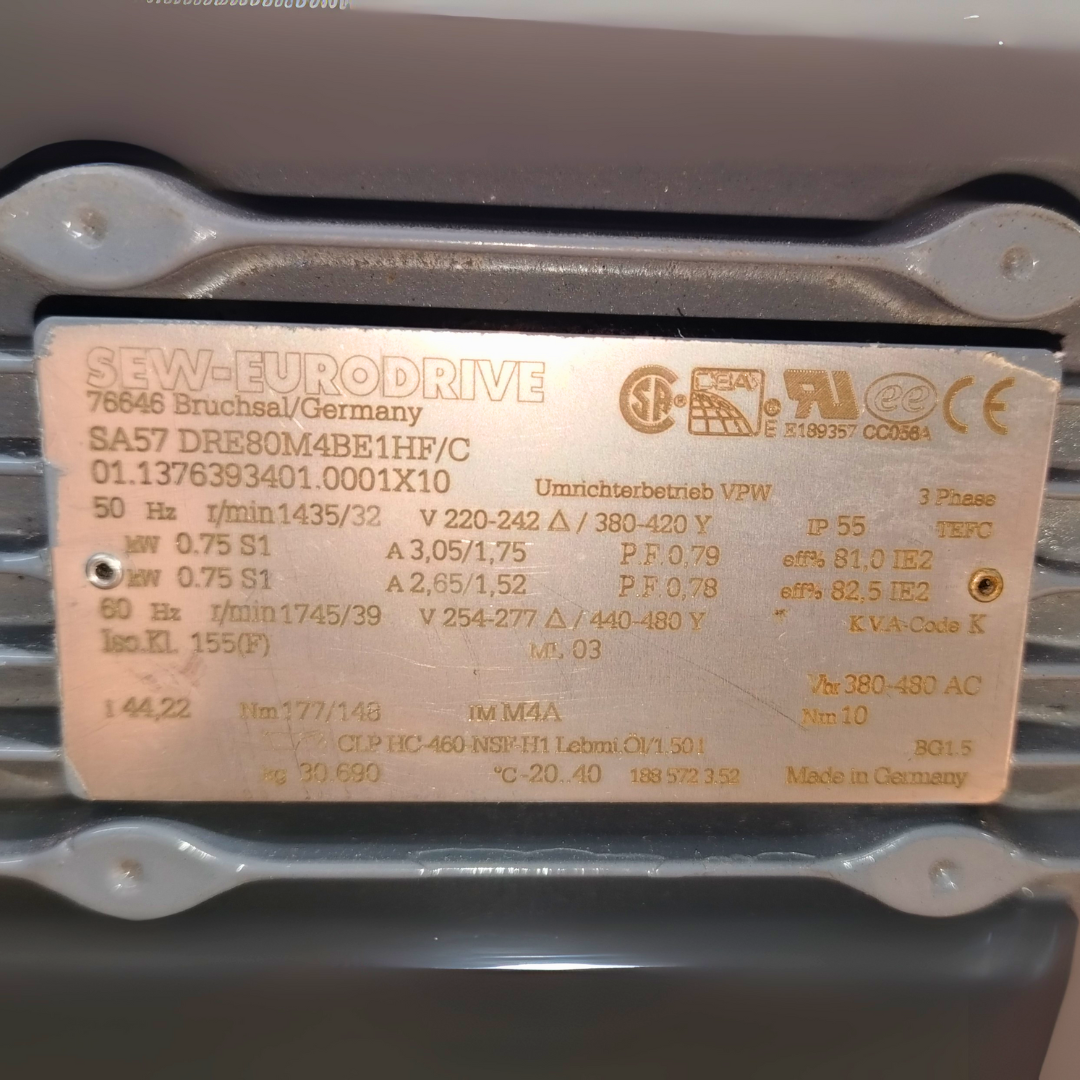 SEW-EURODRIVE
76646 Bruchsal/Germany
SA57 DRE80M4BE1HF/C
E189357 CC056A
01.1376393401.0001X10 Umrichterbetrieb VPW 3 Phase
50 Hz r/min 1435/32 V 220-242 Δ / 380-420 Y IP 55 TEFC
kW 0.75 S1 A 3,05/1,75 P.F. 0,79 eff% 81,0 IE2
kW 0.75 S1 A 2,65/1,52 P.F. 0,78 eff% 82,5 IE2
60 Hz r/min 1745/39 V 254-277 Δ / 440-480 Y K.V.A-Code K
Iso.Kl. 155(F) ML 03
Vbr 380-480 AC
i 44,22 Nm 177/148 IM M4A Nm 10
CLP HC-460-NSF-H1 Lebmi.Öl/1.50 l BG1.5
kg 30.690 °C -20..40 188 572 3.52 Made in Germany